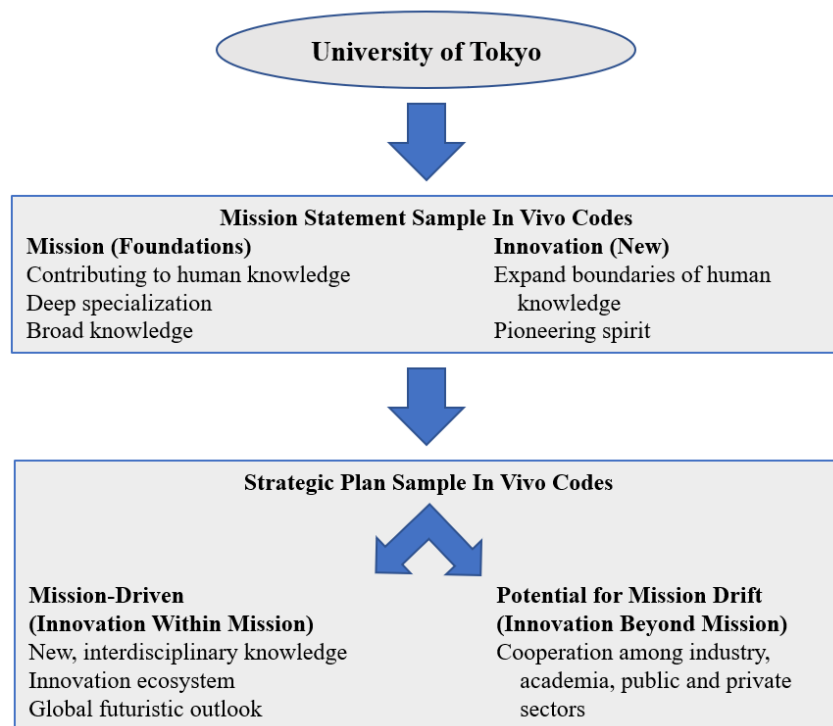 University of Tokyo
Mission Statement Sample In Vivo Codes
Mission (Foundations)
Contributing to human knowledge
Deep specialization
Broad knowledge
Innovation (New)
Expand boundaries of human
knowledge
Pioneering spirit
Strategic Plan Sample In Vivo Codes
Mission-Driven
(Innovation Within Mission)
New, interdisciplinary knowledge
Innovation ecosystem
Global futuristic outlook
Potential for Mission Drift
(Innovation Beyond Mission)
Cooperation among industry,
academia, public and private
sectors